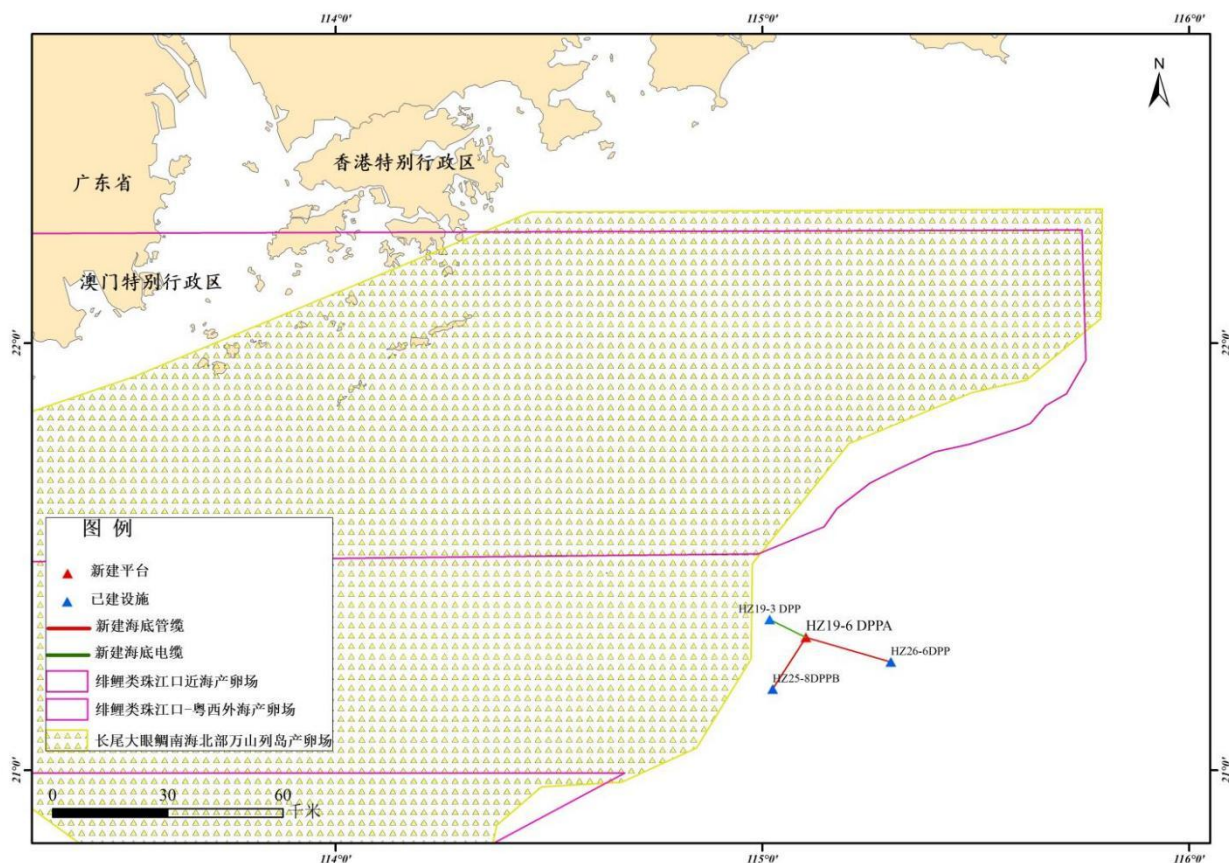 114°0'
115°0'
116°0'
N
香港特别行政区
广东省
澳门特别行政区
22°0'
22°0'
图 例
新建平台
已建设施
新建海底管缆
新建海底电缆
绯鲤类珠江口近海产卵场
绯鲤类珠江口-粤西外海产卵场
长尾大眼鲷南海北部万山列岛产卵场
HZ19-3 DPP
HZ19-6 DPPA
HZ26-6DPP
HZ25-8DPPB
21°0'
21°0'
0 30 60
千米
114°0'
115°0'
116°0'